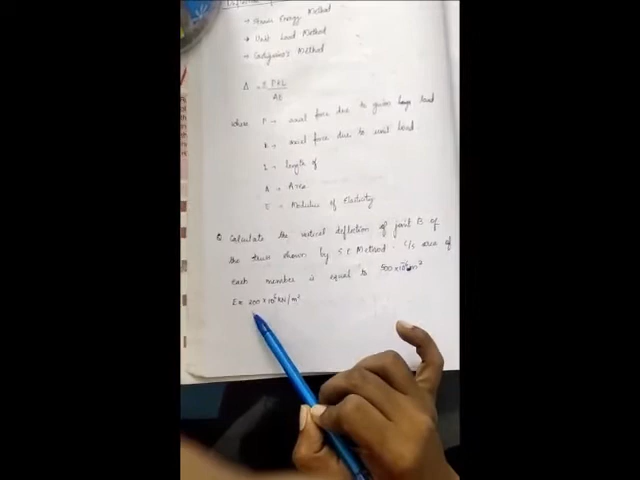 → Strain Energy Method
→ Unit Load Method
→ Castigliano's Method
Δ = Σ PKL
AE
where P → axial force due to given load
K → axial force due to unit load
L = length of
A = Area
E = Modulus of Elasticity
Calculate the vertical deflection of joint B of
the truss shown by S.E Method. C/s area of
each member is equal to 500×10⁻⁶ m²
E = 200×10⁶ kN/m²